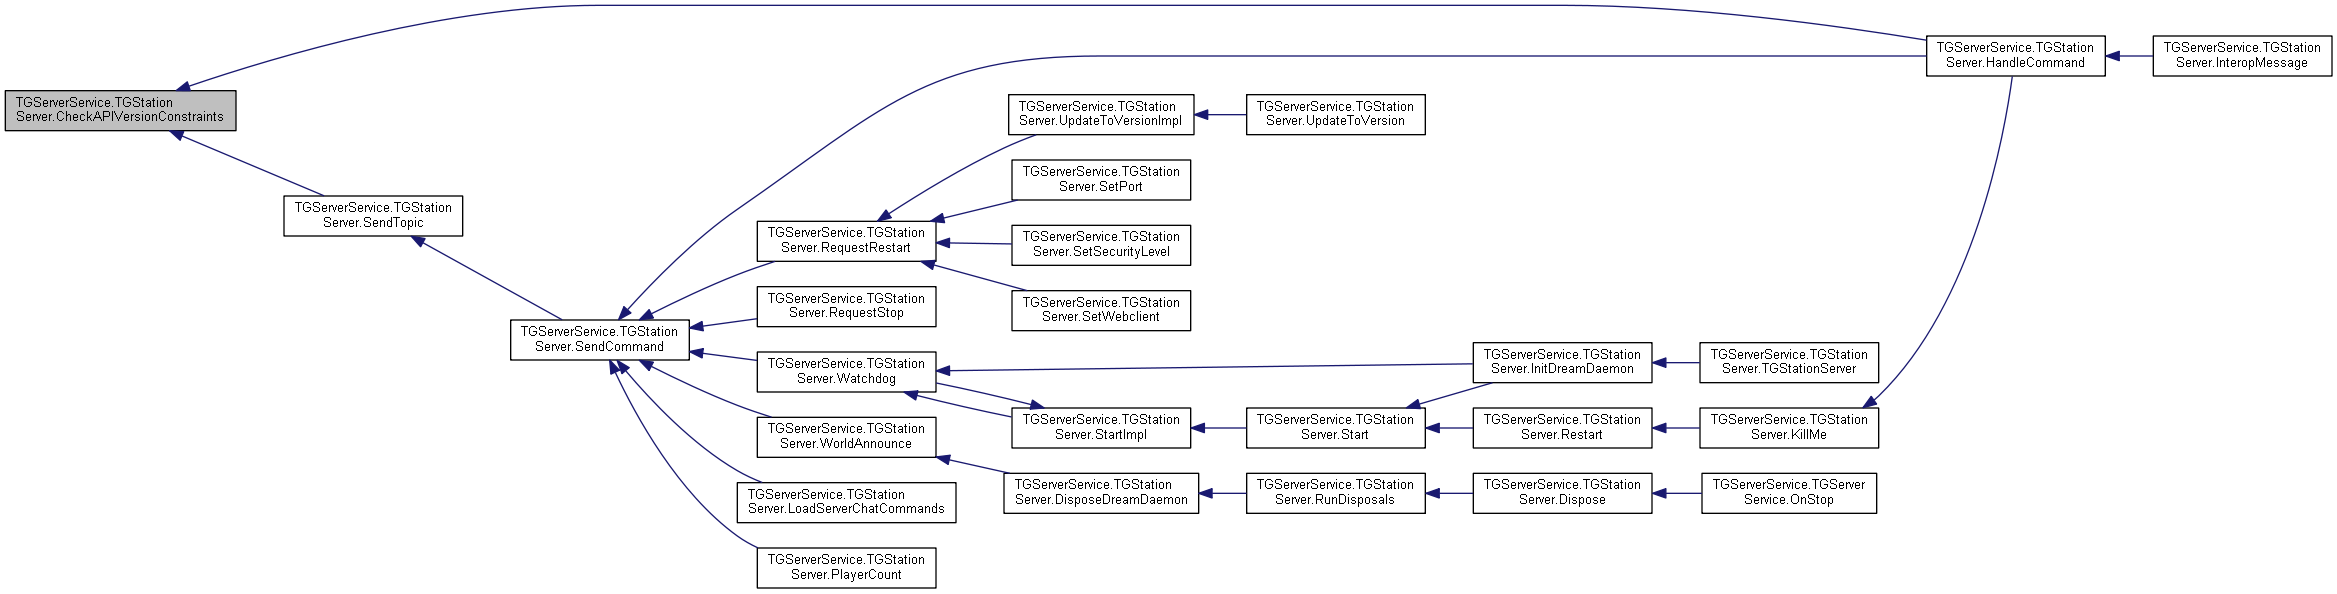 TGServerService.TGStation
Server.CheckAPIVersionConstraints
TGServerService.TGStation
Server.SendTopic
TGServerService.TGStation
Server.SendCommand
TGServerService.TGStation
Server.RequestRestart
TGServerService.TGStation
Server.RequestStop
TGServerService.TGStation
Server.Watchdog
TGServerService.TGStation
Server.WorldAnnounce
TGServerService.TGStation
Server.LoadServerChatCommands
TGServerService.TGStation
Server.PlayerCount
TGServerService.TGStation
Server.UpdateToVersionImpl
TGServerService.TGStation
Server.SetPort
TGServerService.TGStation
Server.SetSecurityLevel
TGServerService.TGStation
Server.SetWebclient
TGServerService.TGStation
Server.StartImpl
TGServerService.TGStation
Server.DisposeDreamDaemon
TGServerService.TGStation
Server.UpdateToVersion
TGServerService.TGStation
Server.Start
TGServerService.TGStation
Server.RunDisposals
TGServerService.TGStation
Server.InitDreamDaemon
TGServerService.TGStation
Server.Restart
TGServerService.TGStation
Server.Dispose
TGServerService.TGStation
Server.TGStationServer
TGServerService.TGStation
Server.KillMe
TGServerService.TGServer
Service.OnStop
TGServerService.TGStation
Server.HandleCommand
TGServerService.TGStation
Server.InteropMessage